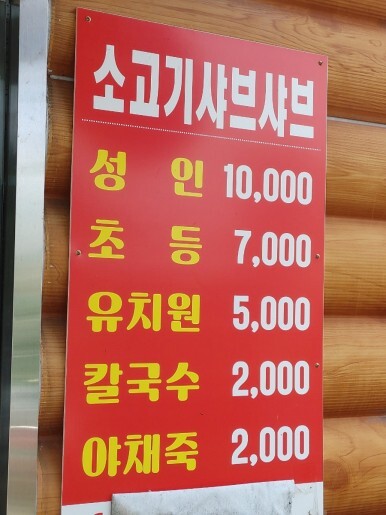 소고기샤브샤브
성 인 10,000
초 등 7,000
유치원 5,000
칼국수 2,000
야채죽 2,000